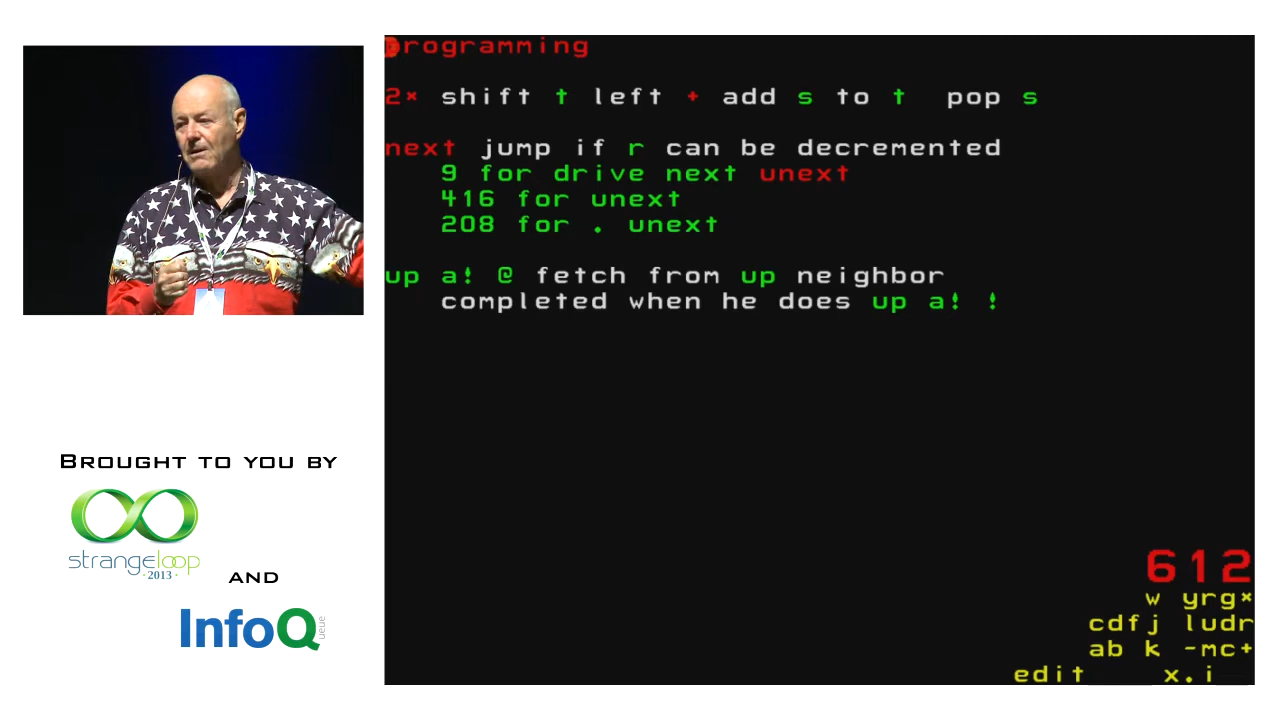 programming
2* shift t left + add s to t pop s
next jump if r can be decremented
9 for drive next unext
416 for unext
208 for . unext
up a! @ fetch from up neighbor
completed when he does up a! !
BROUGHT TO YOU BY
strangeloop
·2013·
AND
InfoQ
ueue
612
w yrg*
cdfj ludr
ab k -mc+
edit x.i